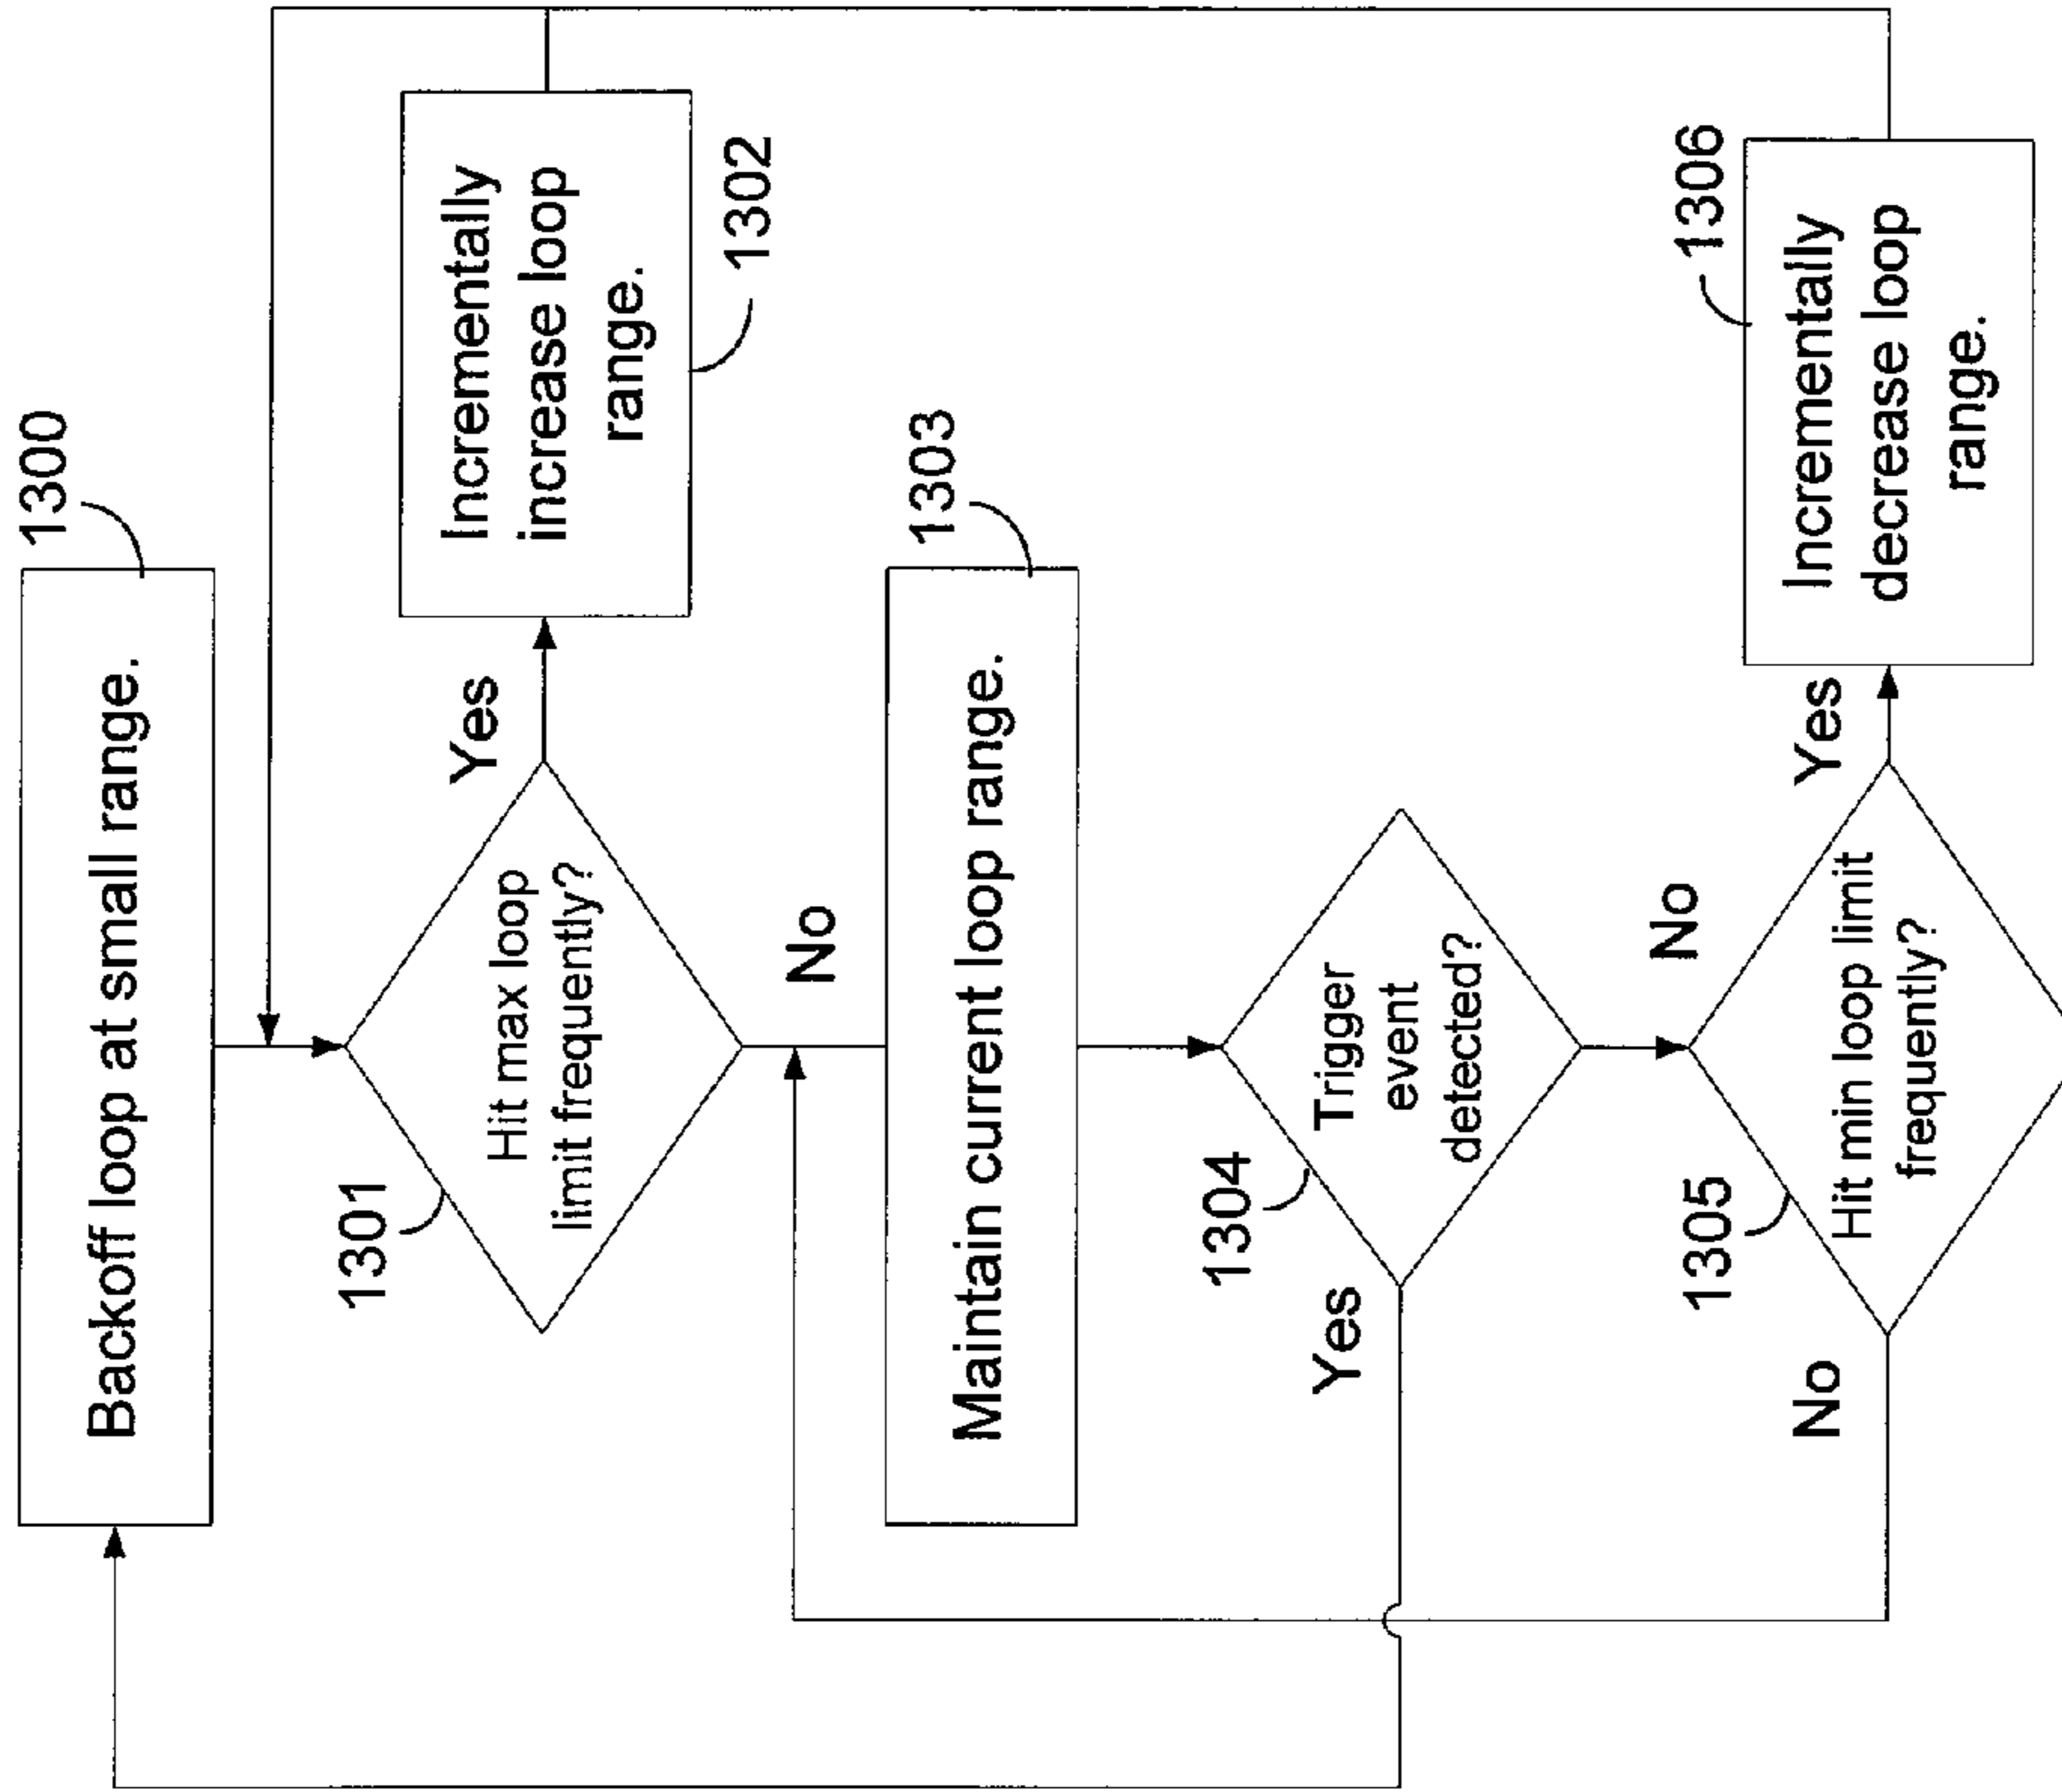 1300
Backoff loop at small range.
1301
Hit max loop
limit frequently?
Yes
Incrementally
increase loop
range.
1302
No
1303
Maintain current loop range.
1304
Trigger
event
detected?
Yes
No
1305
Hit min loop limit
frequently?
No
Yes
1306
Incrementally
decrease loop
range.